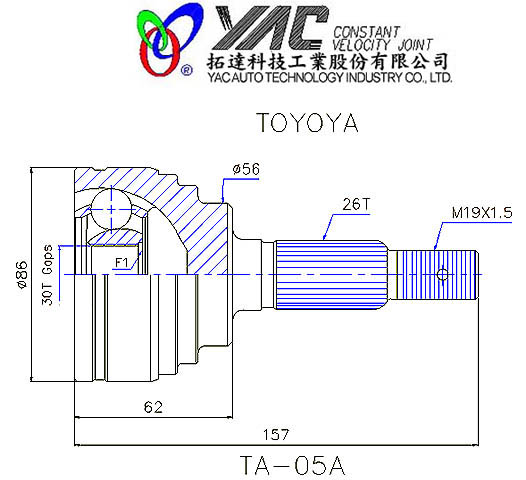 YAC CONSTANT
VELOCITY JOINT
拓達科技工業股份有限公司
® YAC AUTO TECHNOLOGY INDUSTRY CO., LTD.
TOYOYA
ø56
26T
M19X1.5
ø86
30T Gaps
F1
62
157
TA-05A